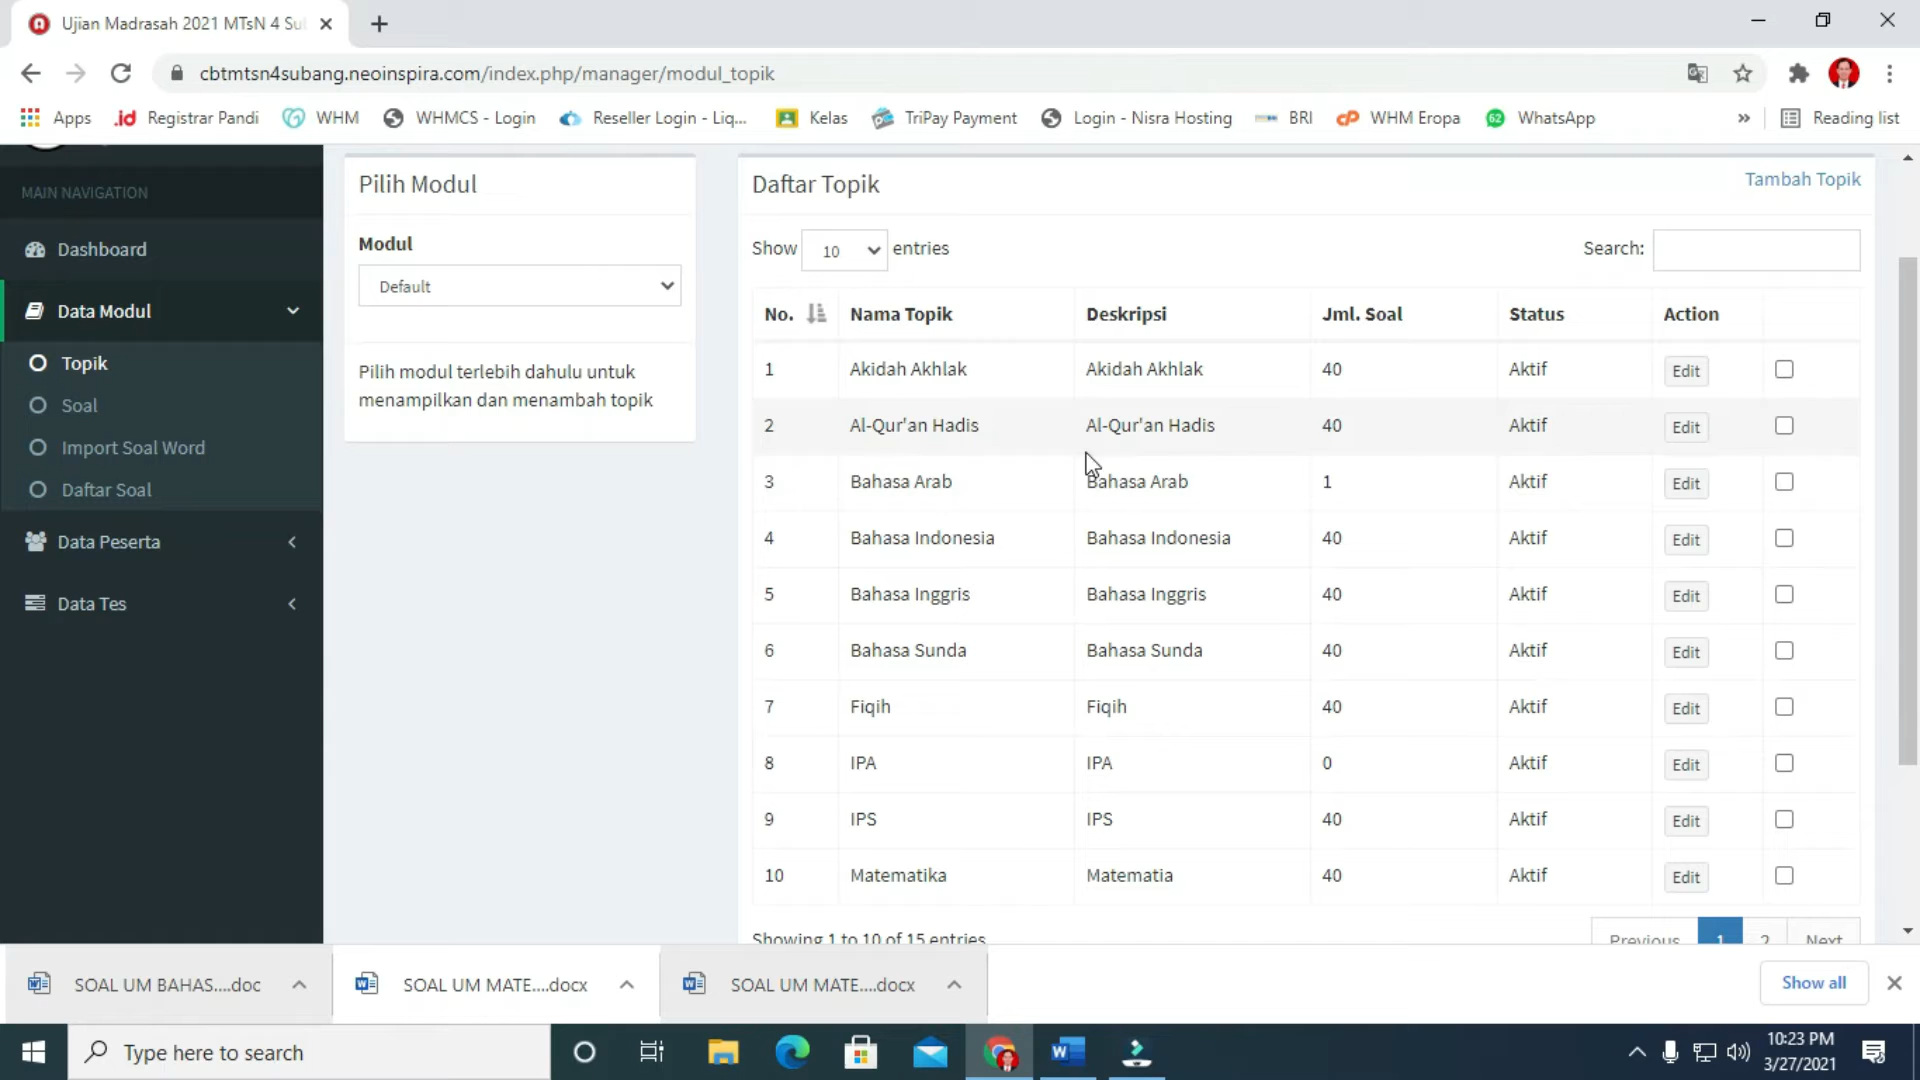 Ujian Madrasah 2021 MTsN 4 Su
cbtmtsn4subang.neoinspira.com/index.php/manager/modul_topik
Apps .id Registrar Pandi WHM WHMCS - Login Reseller Login - Liq... Kelas TriPay Payment Login - Nisra Hosting BRI WHM Eropa 62 WhatsApp » Reading list
MAIN NAVIGATION
Dashboard
Data Modul
Topik
Soal
Import Soal Word
Daftar Soal
Data Peserta
Data Tes
Pilih Modul
Modul
Default
Pilih modul terlebih dahulu untuk
menampilkan dan menambah topik
Daftar Topik Tambah Topik
Show 10 entries Search:
No. Nama Topik Deskripsi Jml. Soal Status Action
1 Akidah Akhlak Akidah Akhlak 40 Aktif Edit
2 Al-Qur'an Hadis Al-Qur'an Hadis 40 Aktif Edit
3 Bahasa Arab Bahasa Arab 1 Aktif Edit
4 Bahasa Indonesia Bahasa Indonesia 40 Aktif Edit
5 Bahasa Inggris Bahasa Inggris 40 Aktif Edit
6 Bahasa Sunda Bahasa Sunda 40 Aktif Edit
7 Fiqih Fiqih 40 Aktif Edit
8 IPA IPA 0 Aktif Edit
9 IPS IPS 40 Aktif Edit
10 Matematika Matematia 40 Aktif Edit
Showing 1 to 10 of 15 entries Previous 1 2 Next
SOAL UM BAHAS....doc SOAL UM MATE....docx SOAL UM MATE....docx Show all
Type here to search
10:23 PM
3/27/2021